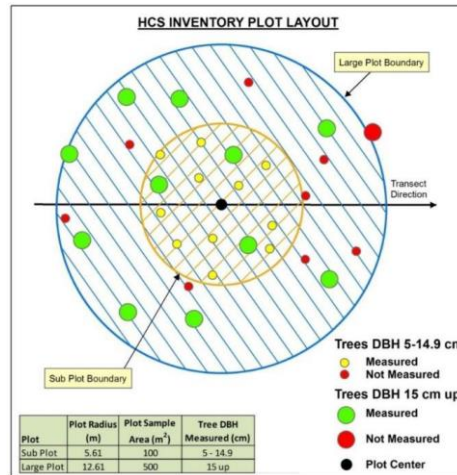 HCS INVENTORY PLOT LAYOUT
Large Plot Boundary
Transect
Direction
Sub Plot Boundary
Trees DBH 5-14.9 cm
Measured
Not Measured
Trees DBH 15 cm up
Measured
Not Measured
Plot Center
Plot Plot Radius (m) Plot Sample Area (m²) Tree DBH Measured (cm)
Sub Plot 5.61 100 5 - 14.9
Large Plot 12.61 500 15 up